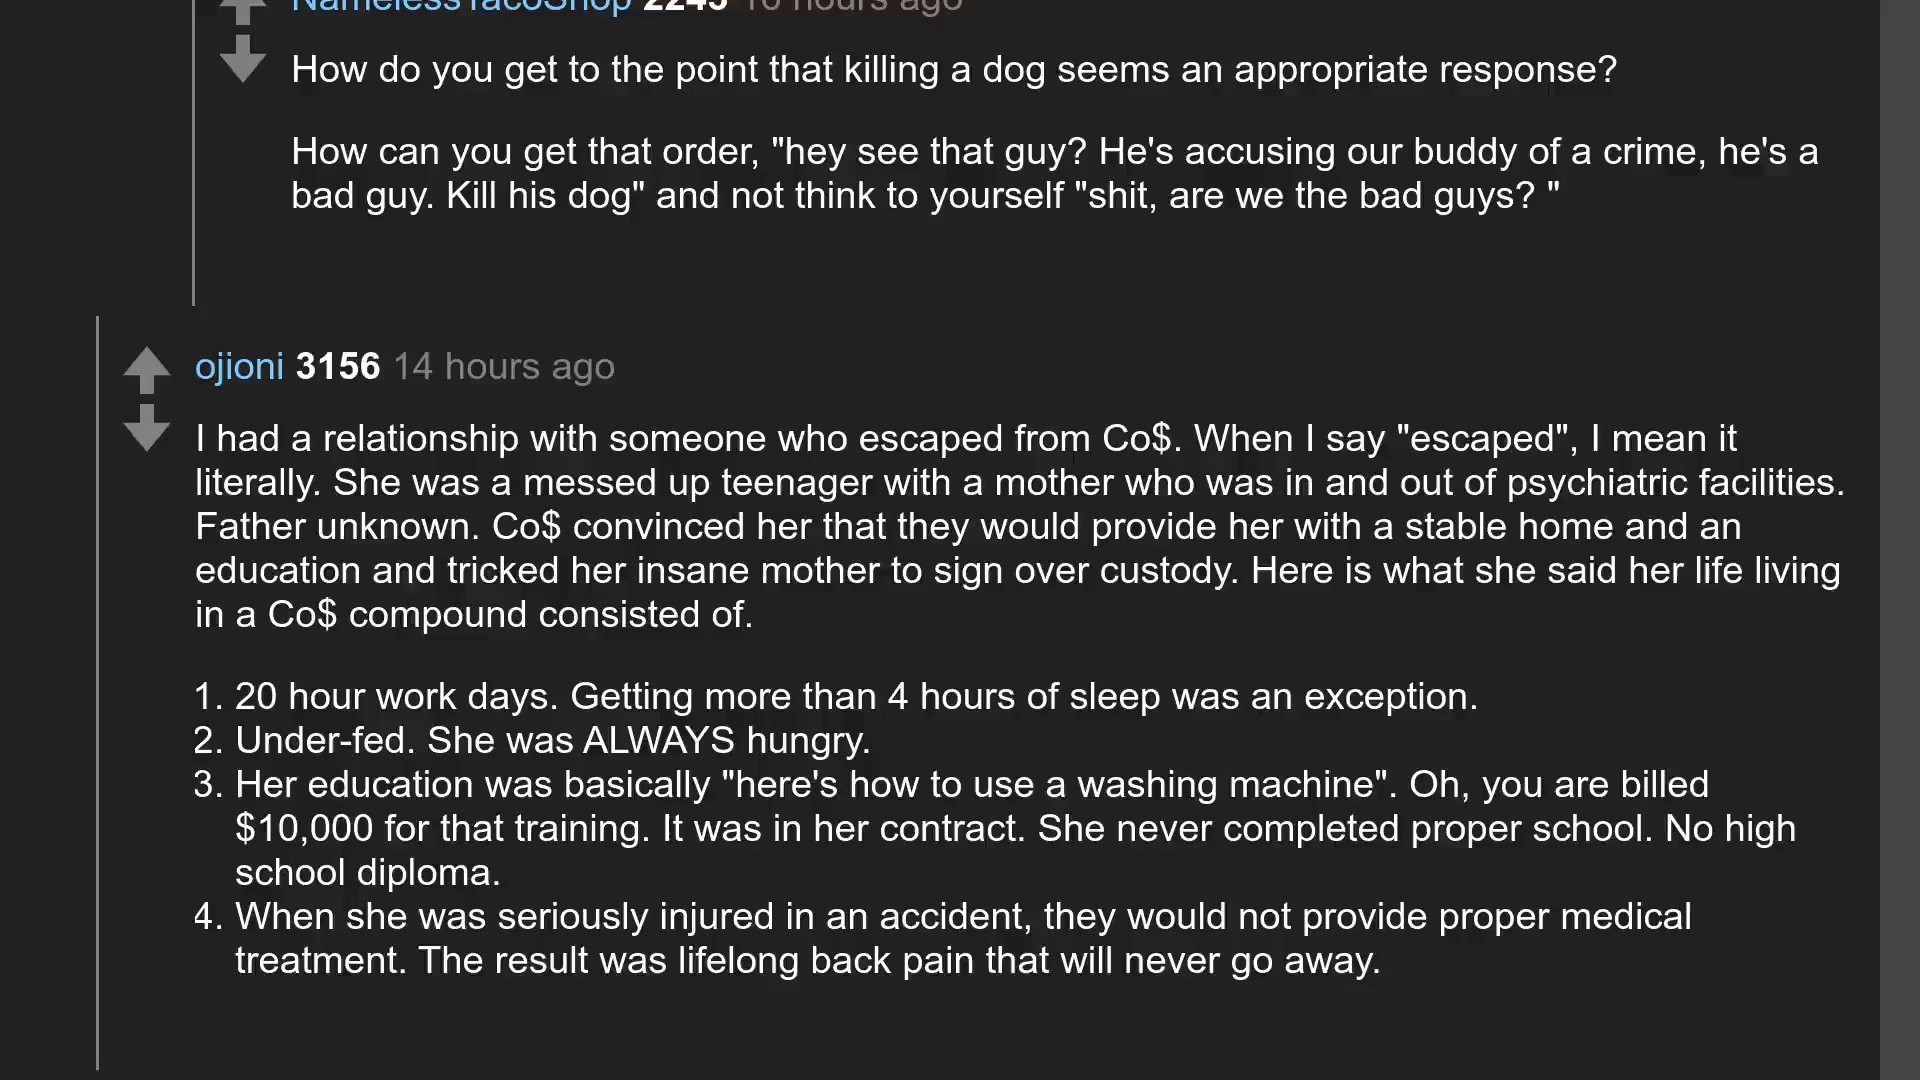 NamelessTacoShop 2245 16 hours ago
How do you get to the point that killing a dog seems an appropriate response?
How can you get that order, "hey see that guy? He's accusing our buddy of a crime, he's a
bad guy. Kill his dog" and not think to yourself "shit, are we the bad guys? "
ojioni 3156 14 hours ago
I had a relationship with someone who escaped from Co$. When I say "escaped", I mean it
literally. She was a messed up teenager with a mother who was in and out of psychiatric facilities.
Father unknown. Co$ convinced her that they would provide her with a stable home and an
education and tricked her insane mother to sign over custody. Here is what she said her life living
in a Co$ compound consisted of.
1. 20 hour work days. Getting more than 4 hours of sleep was an exception.
2. Under-fed. She was ALWAYS hungry.
3. Her education was basically "here's how to use a washing machine". Oh, you are billed
$10,000 for that training. It was in her contract. She never completed proper school. No high
school diploma.
4. When she was seriously injured in an accident, they would not provide proper medical
treatment. The result was lifelong back pain that will never go away.